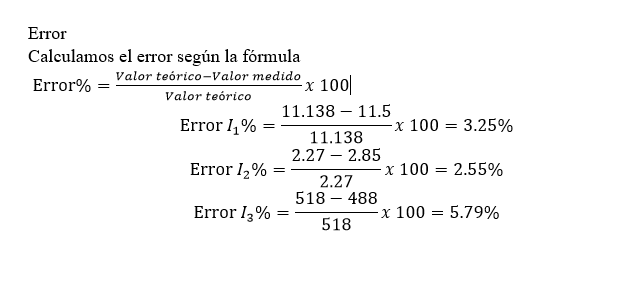 Error
Calculamos el error según la fórmula
Error% = (Valor teórico−Valor medido)/(Valor teórico) x 100
Error I₁% = (11.138 − 11.5)/(11.138) x 100 = 3.25%
Error I₂% = (2.27 − 2.85)/(2.27) x 100 = 2.55%
Error I₃% = (518 − 488)/(518) x 100 = 5.79%